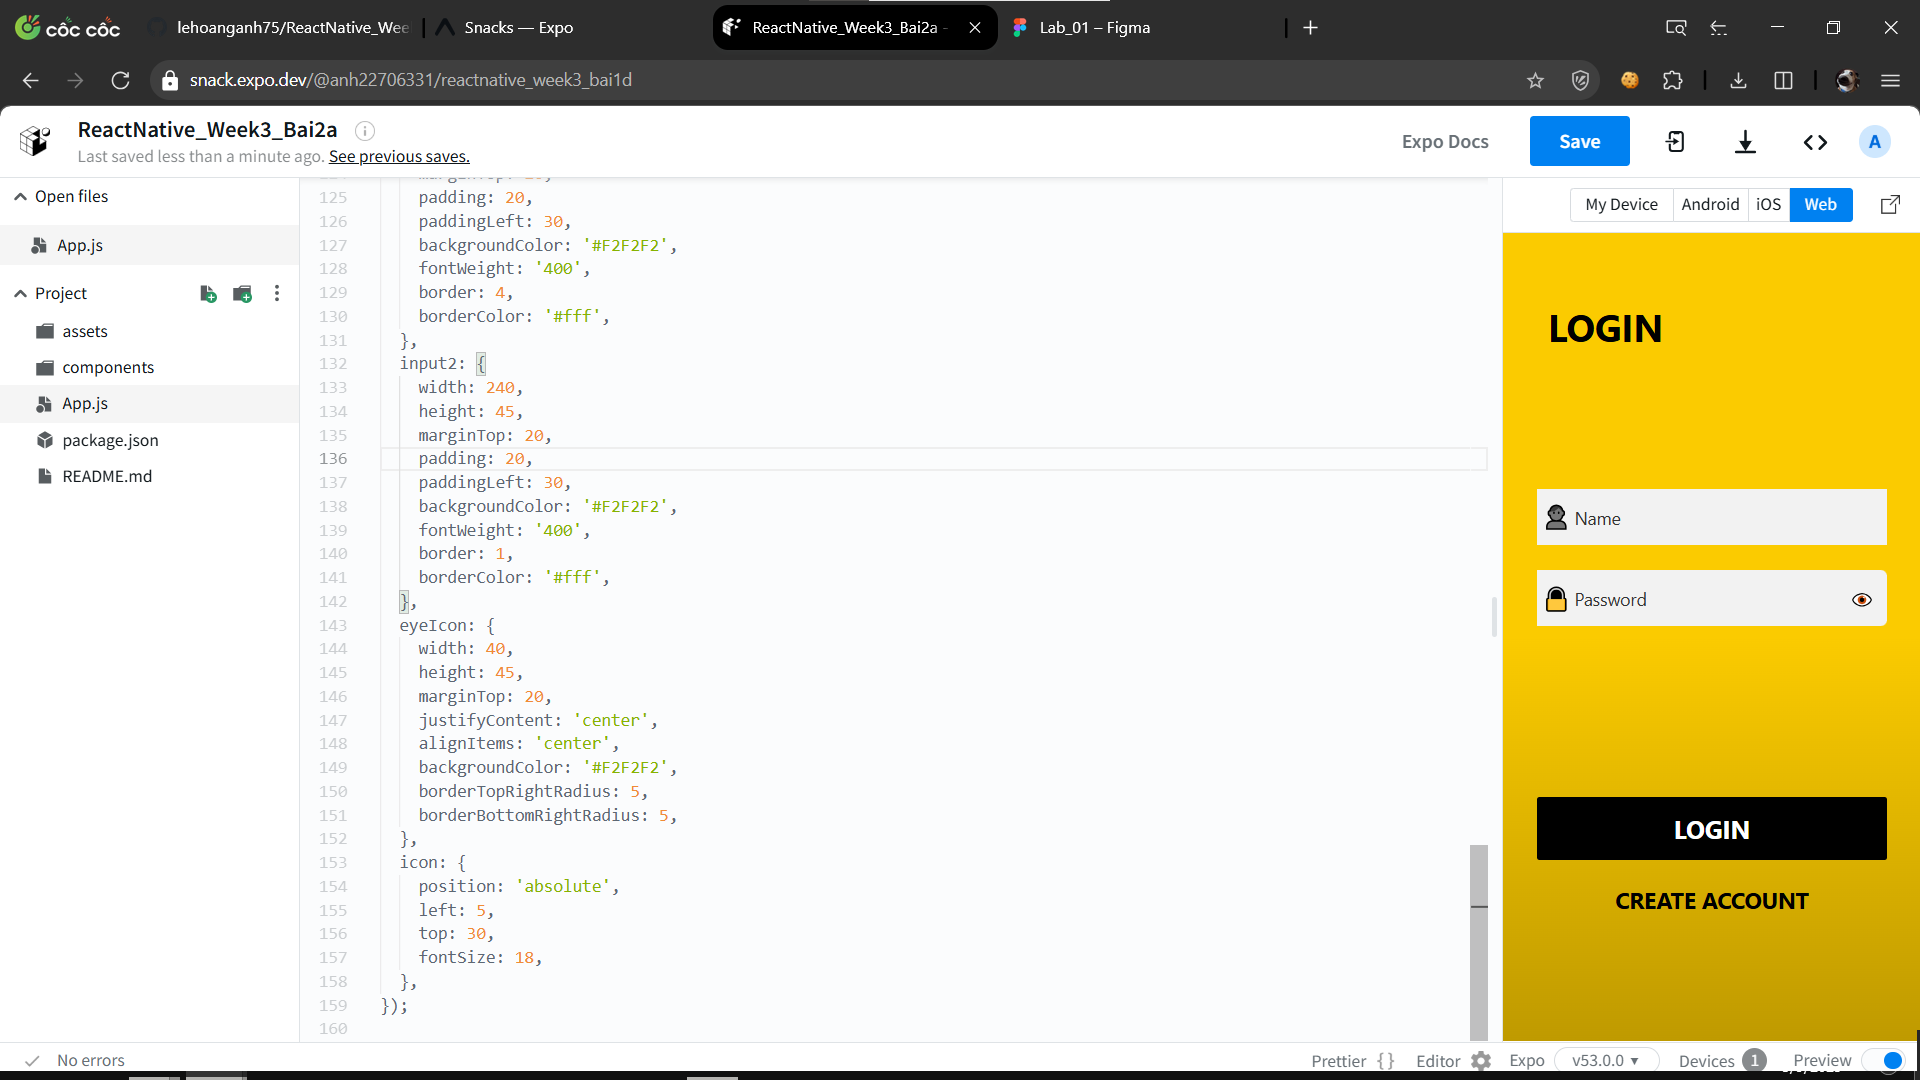 cốc cốc
lehoanganh75/ReactNative_Wee
Snacks — Expo
ReactNative_Week3_Bai2a -
Lab_01 – Figma
snack.expo.dev/@anh22706331/reactnative_week3_bai1d
ReactNative_Week3_Bai2a
Last saved less than a minute ago. See previous saves.
Expo Docs
Save
A
Open files
App.js
Project
assets
components
App.js
package.json
README.md
125 padding: 20,
126 paddingLeft: 30,
127 backgroundColor: '#F2F2F2',
128 fontWeight: '400',
129 border: 4,
130 borderColor: '#fff',
131 },
132 input2: {
133 width: 240,
134 height: 45,
135 marginTop: 20,
136 padding: 20,
137 paddingLeft: 30,
138 backgroundColor: '#F2F2F2',
139 fontWeight: '400',
140 border: 1,
141 borderColor: '#fff',
142 },
143 eyeIcon: {
144 width: 40,
145 height: 45,
146 marginTop: 20,
147 justifyContent: 'center',
148 alignItems: 'center',
149 backgroundColor: '#F2F2F2',
150 borderTopRightRadius: 5,
151 borderBottomRightRadius: 5,
152 },
153 icon: {
154 position: 'absolute',
155 left: 5,
156 top: 30,
157 fontSize: 18,
158 },
159 });
160
My Device
Android
iOS
Web
LOGIN
Name
Password
LOGIN
CREATE ACCOUNT
No errors
Prettier {}
Editor
Expo
v53.0.0
Devices 1
Preview